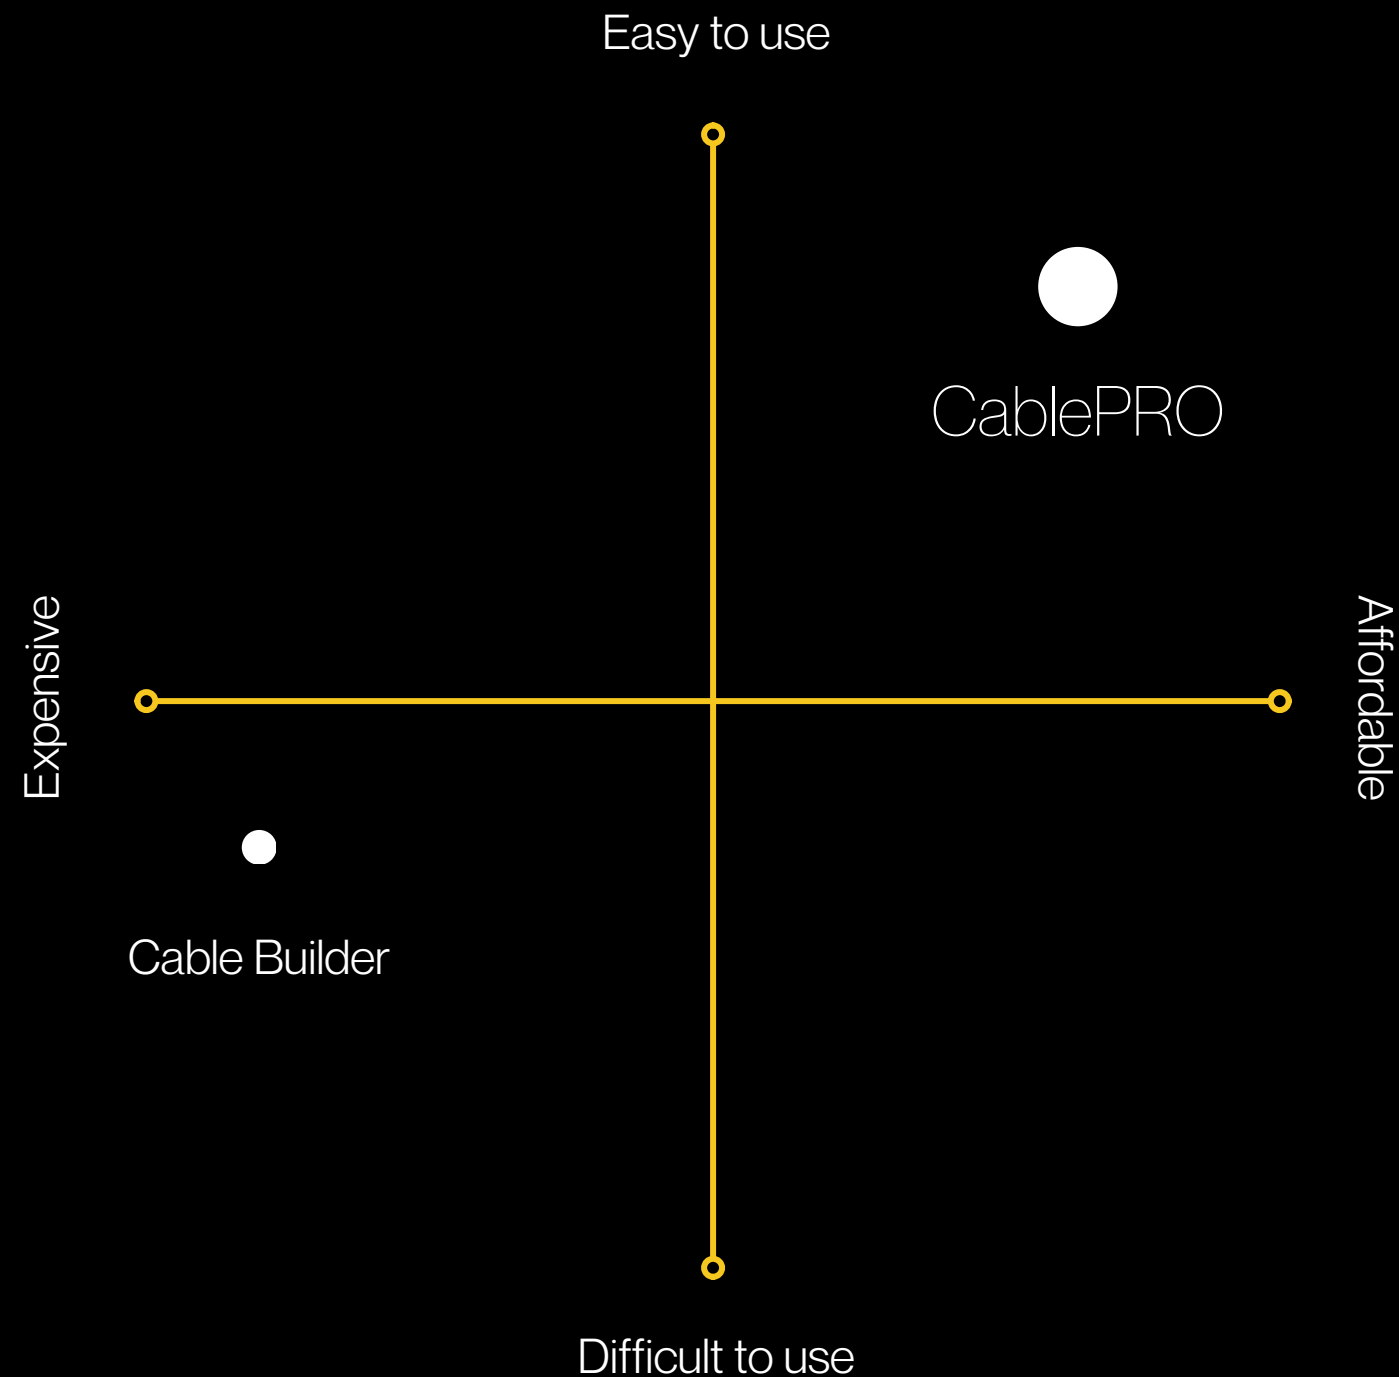 Easy to use
CablePRO
Expensive
Affordable
Cable Builder
Difficult to use